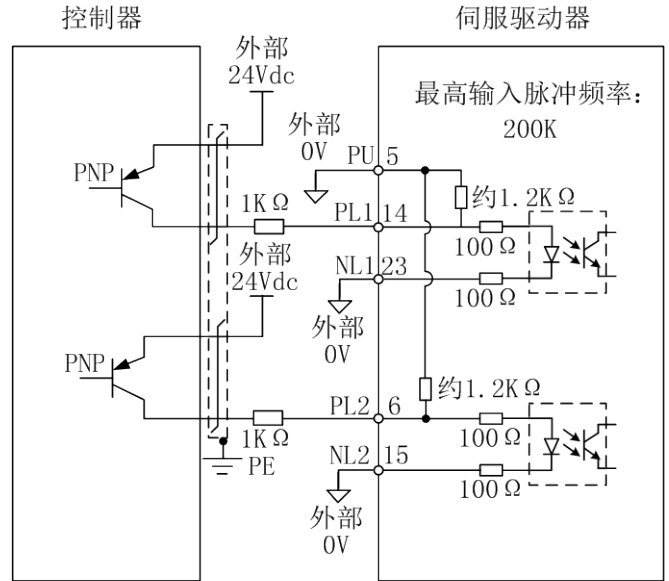 控制器
伺服驱动器
外部
24Vdc
最高输入脉冲频率:
200K
外部
0V
PU 5
PNP
1KΩ
PL1 14
约1.2KΩ
100Ω
外部
24Vdc
NL1 23
100Ω
外部
0V
PNP
约1.2KΩ
PL2 6
1KΩ
100Ω
PE
NL2 15
100Ω
外部
0V